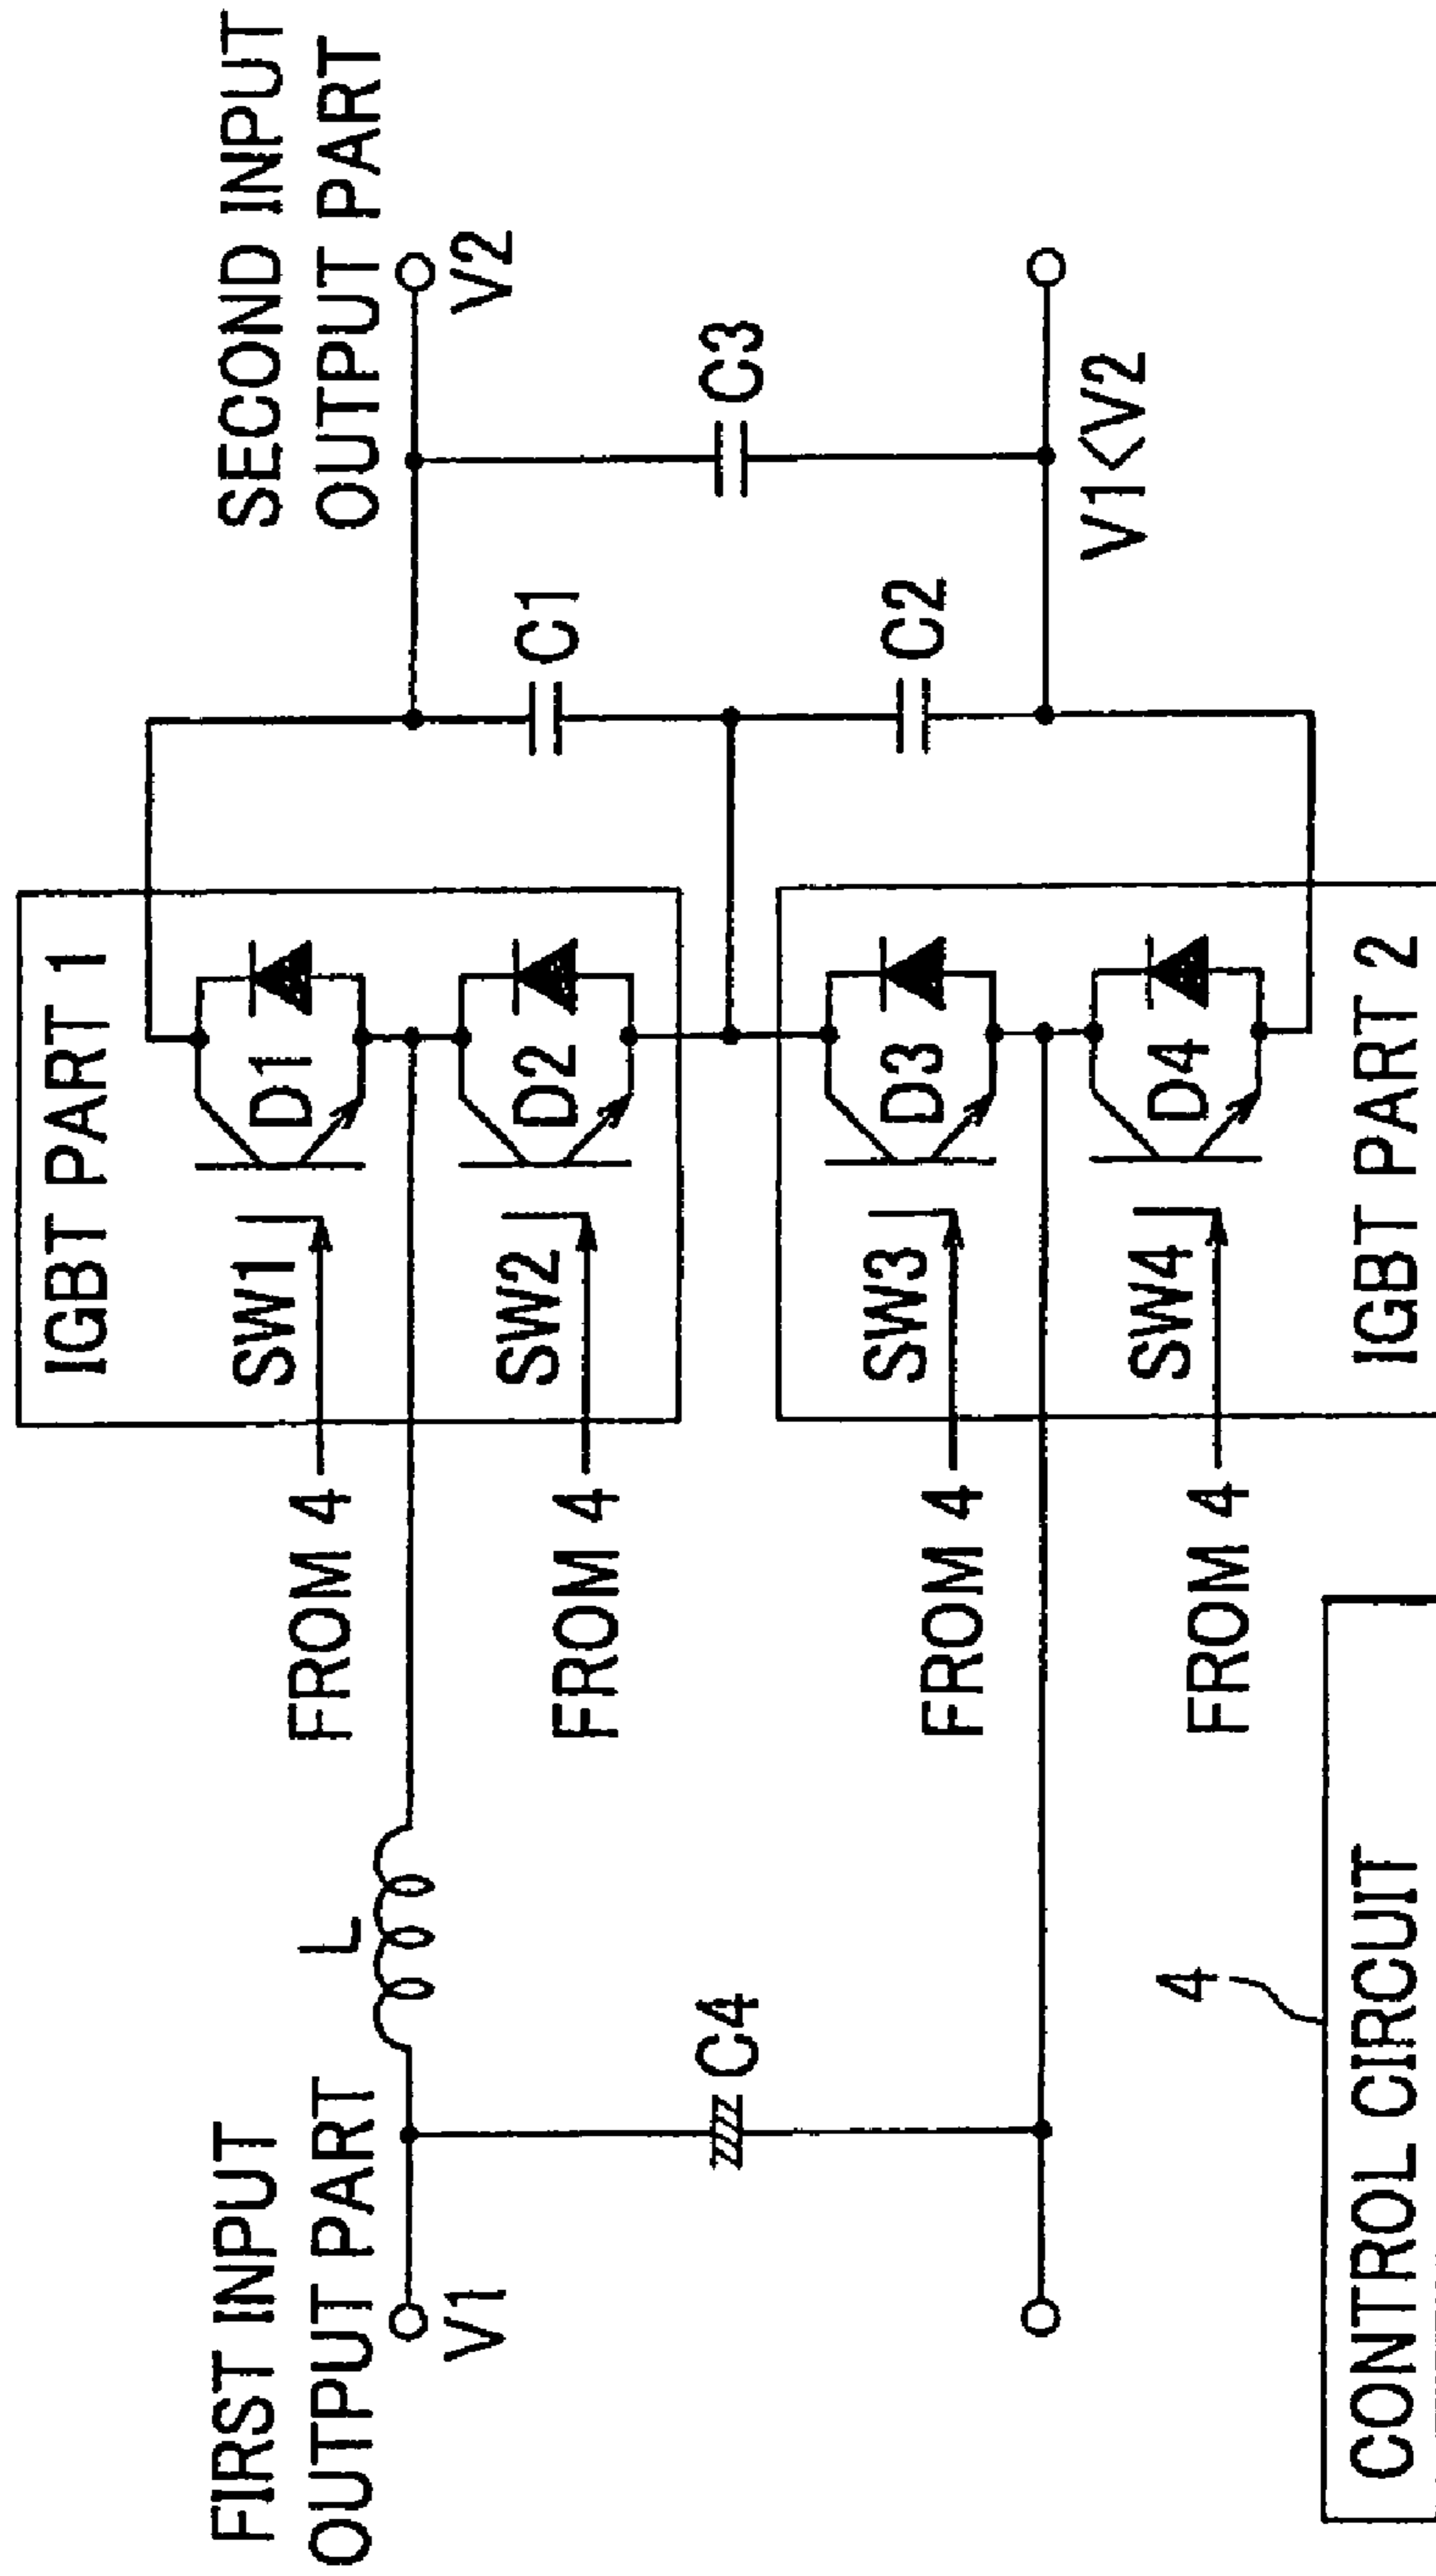 FIRST INPUT
OUTPUT PART
SECOND INPUT
OUTPUT PART
IGBT PART 1
V1
L
C4
FROM 4
SW1
D1
FROM 4
SW2
D2
FROM 4
SW3
D3
FROM 4
SW4
D4
C1
C2
C3
V2
V1<V2
IGBT PART 2
4
CONTROL CIRCUIT